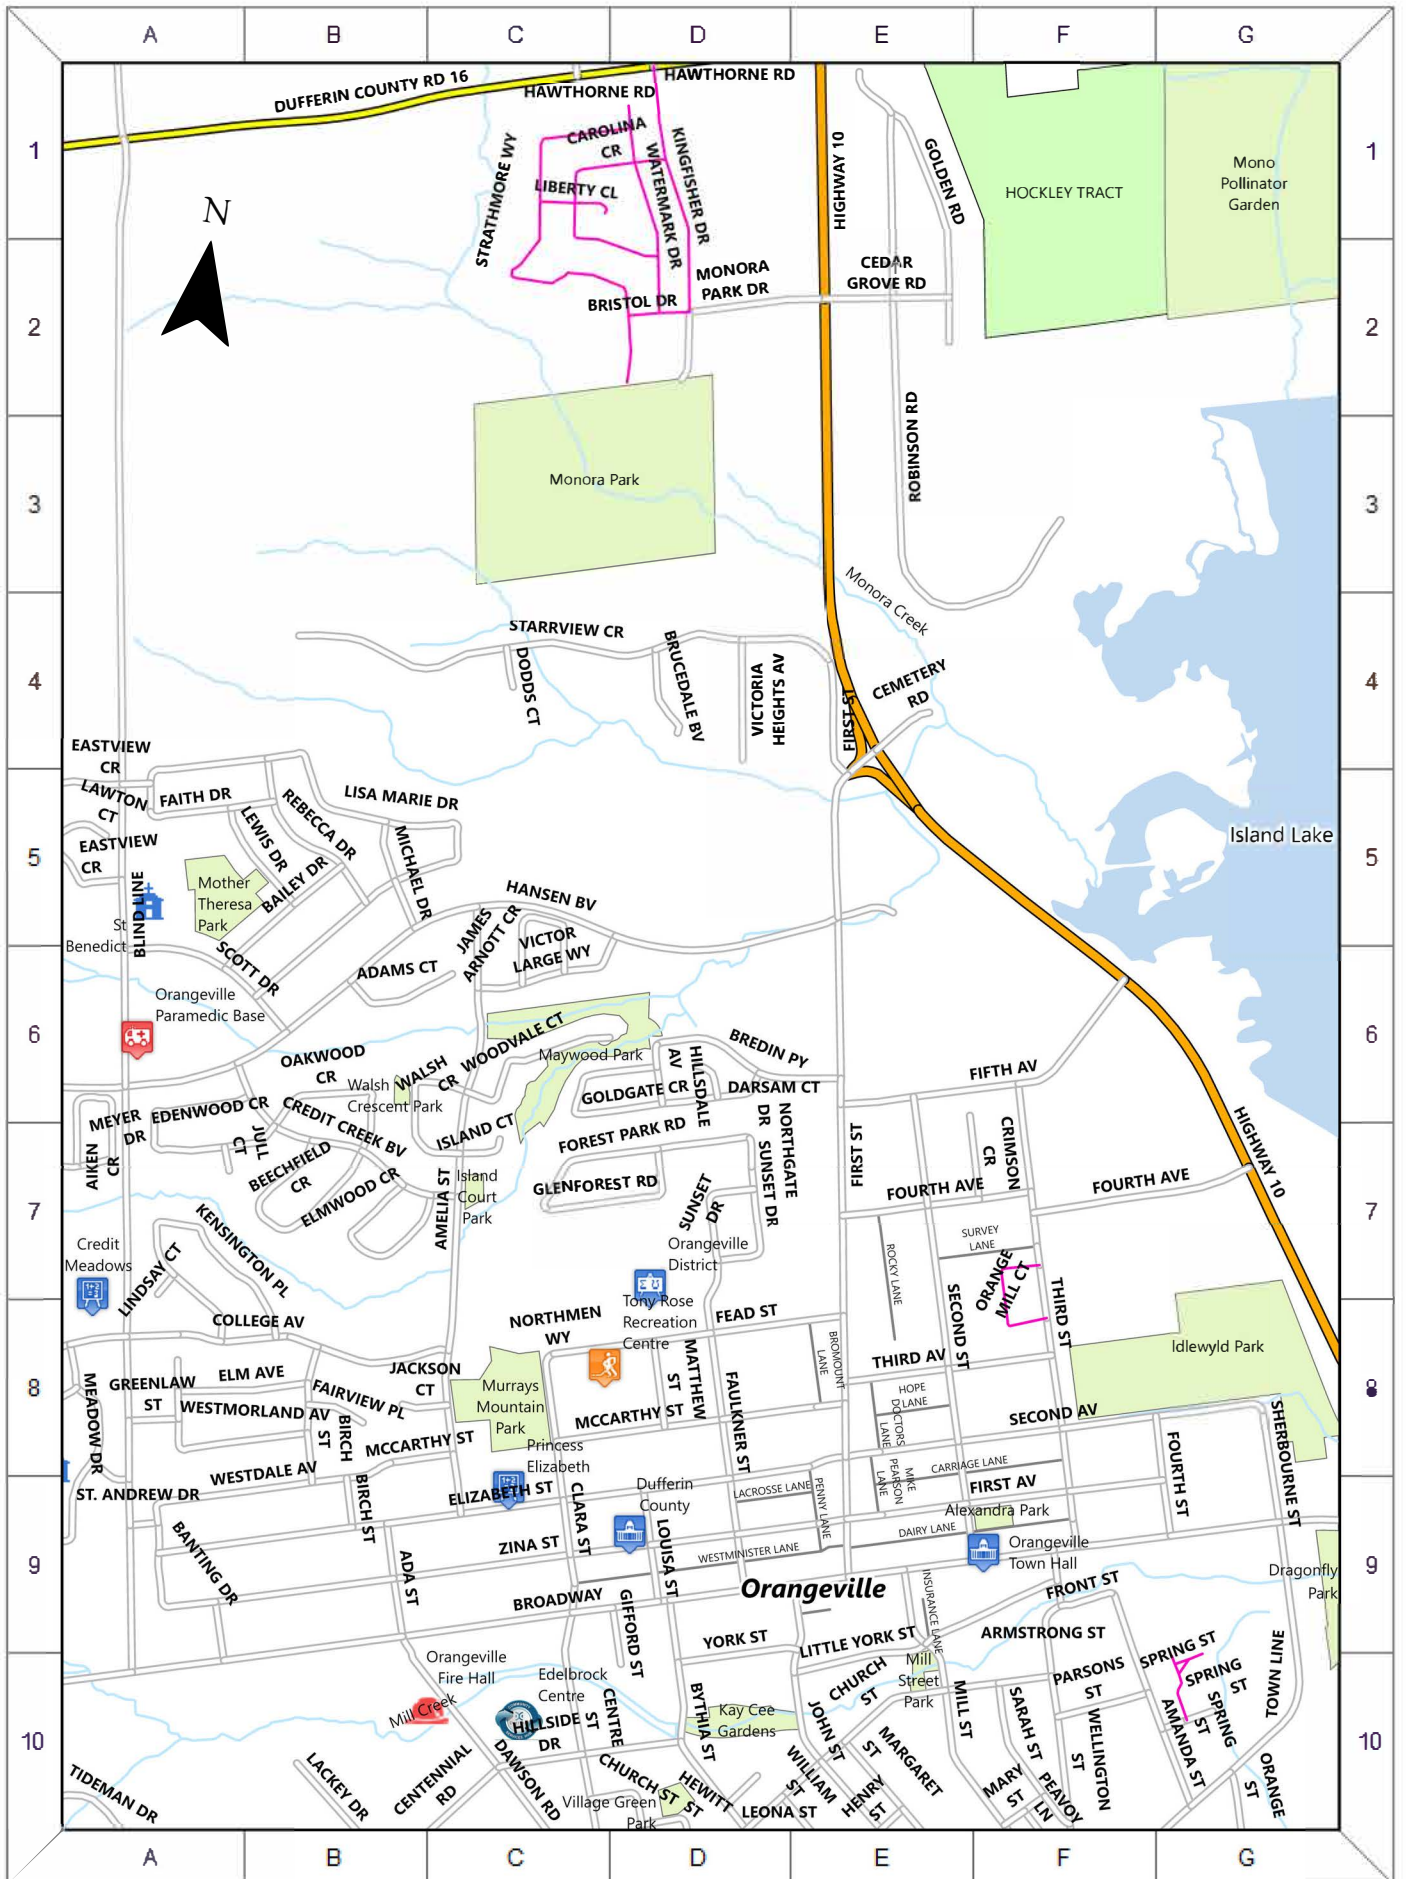 A B C D E F G
1
2
3
4
5
6
7
8
9
10
1
2
3
4
5
6
7
8
9
10
DUFFERIN COUNTY RD 16
HAWTHORNE RD
HAWTHORNE RD
CAROLINA
CR
LIBERTY CL
STRATHMORE WY
WATERMARK DR
KINGFISHER DR
HIGHWAY 10
GOLDEN RD
HOCKLEY TRACT
Mono
Pollinator
Garden
N
MONORA
PARK DR
CEDAR
GROVE RD
BRISTOL DR
ROBINSON RD
Monora Park
Monora Creek
STARRVIEW CR
DODDS CT
BRUCEDALE BV
VICTORIA
HEIGHTS AV
FIRST ST
CEMETERY
RD
EASTVIEW
CR
LAWTON
CT
FAITH DR
LISA MARIE DR
LEWIS DR
REBECCA DR
MICHAEL DR
EASTVIEW
CR
BAILEY DR
Mother
Theresa
Park
BLIND LINE
St
Benedict
SCOTT DR
HANSEN BV
JAMES
ARNOTT CR
VICTOR
LARGE WY
ADAMS CT
Island Lake
Orangeville
Paramedic Base
WOODVALE CT
Maywood Park
BREDIN PY
OAKWOOD
CR
WALSH
CR
Walsh
Crescent Park
GOLDGATE CR
HILLSDALE
AV
DARSAM CT
FIFTH AV
MEYER
DR
EDENWOOD CR
CREDIT CREEK BV
ISLAND CT
FOREST PARK RD
NORTHGATE
DR
SUNSET DR
FIRST ST
CRIMSON
CR
HIGHWAY 10
AIKEN
CR
JULL
CT
BEECHFIELD
CR
ELMWOOD CR
AMELIA ST
Island
Court
Park
GLENFOREST RD
SUNSET
DR
FOURTH AVE
FOURTH AVE
KENSINGTON PL
Credit
Meadows
LINDSAY CT
Orangeville
District
ROCKY LANE
SURVEY
LANE
ORANGE
MILL CT
SECOND ST
THIRD ST
COLLEGE AV
NORTHMEN
WY
Tony Rose
Recreation
Centre
FEAD ST
BROMOUNT
LANE
THIRD AV
Idlewyld Park
MEADOW DR
GREENLAW
ST
ELM AVE
FAIRVIEW PL
JACKSON
CT
Murrays
Mountain
Park
MATTHEW
ST
FAULKNER ST
HOPE
LANE
DOCTORS
LANE
SECOND AV
WESTMORLAND AV
BIRCH
ST
MCCARTHY ST
MCCARTHY ST
SHERBOURNE ST
FOURTH ST
WESTDALE AV
Princess
Elizabeth
ELIZABETH ST
MIKE
PEARSON
LANE
CARRIAGE LANE
FIRST AV
ST. ANDREW DR
BIRCH ST
CLARA ST
Dufferin
County
LACROSSE LANE
PENNY LANE
Alexandra Park
BANTING DR
ADA ST
ZINA ST
LOUISA ST
WESTMINISTER LANE
DAIRY LANE
Orangeville
Town Hall
Dragonfly
Park
Orangeville
BROADWAY
GIFFORD ST
INSURANCE LANE
FRONT ST
YORK ST
LITTLE YORK ST
ARMSTRONG ST
SPRING ST
SPRING
ST
SPRING
ST
TOWN LINE
Orangeville
Fire Hall
Mill Creek
Edelbrock
Centre
HILLSIDE
DR
CENTRE
ST
BYTHIA ST
Kay Cee
Gardens
CHURCH
ST
Mill
Street
Park
MILL ST
PARSONS
ST
SARAH ST
WELLINGTON
ST
AMANDA ST
JOHN ST
MARGARET
ST
TIDEMAN DR
LACKEY DR
CENTENNIAL
RD
DAWSON RD
CHURCH ST
Village Green
Park
HEWITT
ST
LEONA ST
WILLIAM
ST
HENRY
ST
MARY
ST
PEAVOY
LN
ORANGE
ST
A B C D E F G